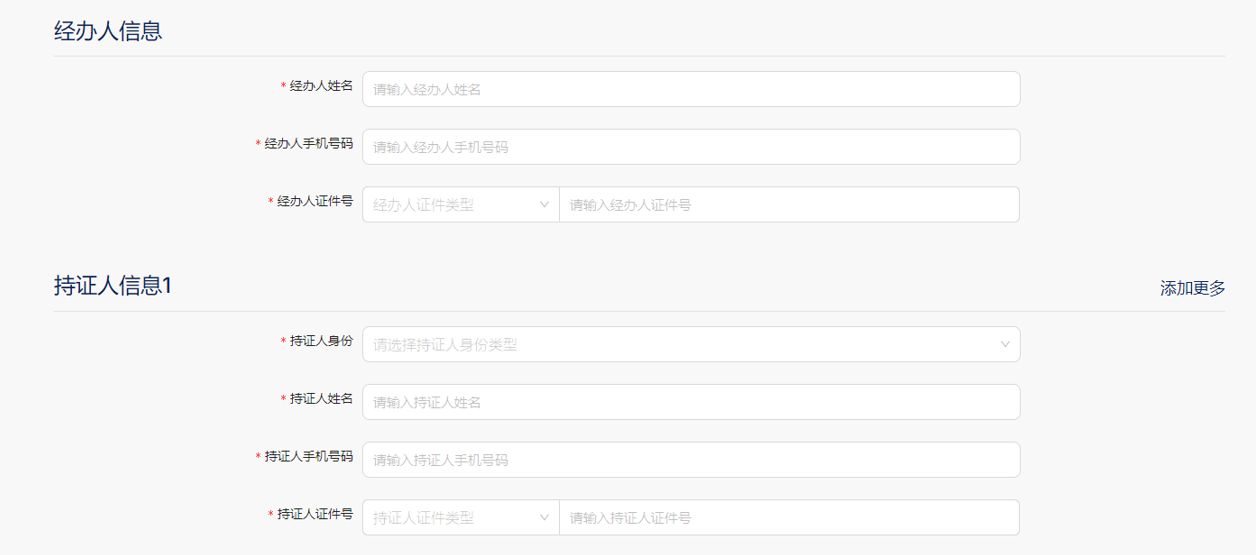 经办人信息
* 经办人姓名 请输入经办人姓名
* 经办人手机号码 请输入经办人手机号码
* 经办人证件号 经办人证件类型 请输入经办人证件号
持证人信息1 添加更多
* 持证人身份 请选择持证人身份类型
* 持证人姓名 请输入持证人姓名
* 持证人手机号码 请输入持证人手机号码
* 持证人证件号 持证人证件类型 请输入持证人证件号